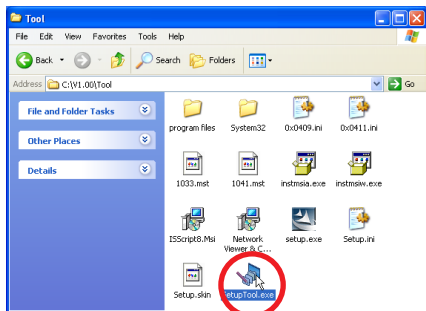 Tool
File Edit View Favorites Tools Help
Back Search Folders
Address C:\V1.00\Tool Go
File and Folder Tasks
Other Places
Details
program files System32 0x0409.ini 0x0411.ini
1033.mst 1041.mst instmsia.exe instmsiw.exe
ISScript8.Msi Network Viewer & C... setup.exe Setup.ini
Setup.skin SetupTool.exe